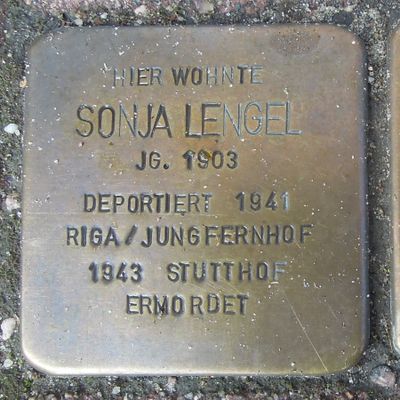 HIER WOHNTE
SONJA LENGEL
JG. 1903
DEPORTIERT 1941
RIGA/JUNGFERNHOF
1943 STUTTHOF
ERMORDET